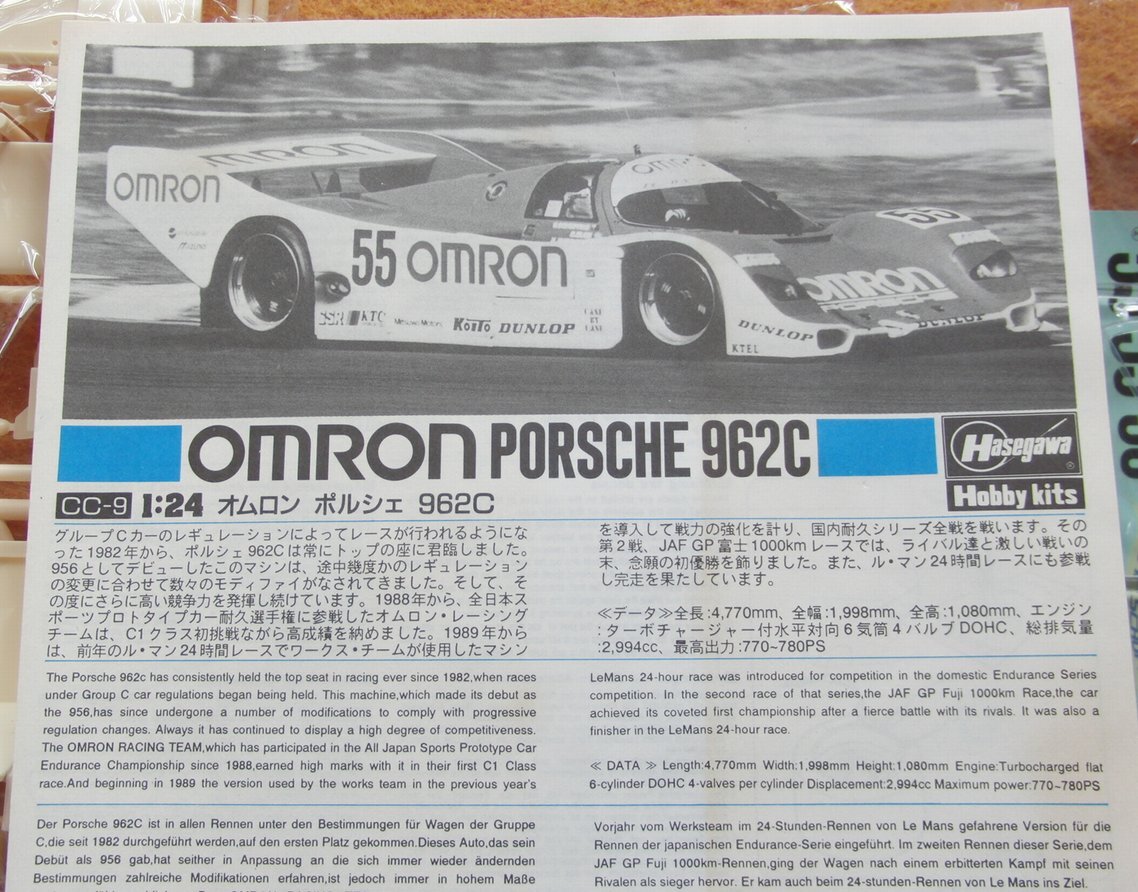 OMRON
OMRON
55 OMRON
OMRON
55
OMRON
PORSCHE
SSR KTC Mitsuwa Motors KONITO DUNLOP
DUNLOP
DUNLOP
KTEL
OMRON PORSCHE 962C
Hasegawa
Hobby kits
CC-9 1:24 オムロン ポルシェ 962C
グループCカーのレギュレーションによってレースが行われるようにな
った1982年から、ポルシェ962Cは常にトップの座に君臨しました。
956としてデビューしたこのマシンは、途中幾度かのレギュレーション
の変更に合わせて数々のモディファイがなされてきました。そして、そ
の度にさらに高い競争力を発揮し続けています。1988年から、全日本ス
ポーツプロトタイプカー耐久選手権に参戦したオムロン・レーシング
チームは、C1クラス初挑戦ながら高成績を納めました。1989年から
は、前年のル・マン24時間レースでワークス・チームが使用したマシン
を導入して戦力の強化を計り、国内耐久シリーズ全戦を戦います。その
第2戦、JAF GP富士1000kmレースでは、ライバル達と激しい戦いの
末、念願の初優勝を飾りました。また、ル・マン24時間レースにも参戦
し完走を果たしています。
≪データ≫全長:4,770mm、全幅:1,998mm、全高:1,080mm、エンジン
:ターボチャージャー付水平対向6気筒4バルブDOHC、総排気量
:2,994cc、最高出力:770~780PS
The Porsche 962c has consistently held the top seat in racing ever since 1982,when races
under Group C car regulations began being held. This machine,which made its debut as
the 956,has since undergone a number of modifications to comply with progressive
regulation changes. Always it has continued to display a high degree of competitiveness.
The OMRON RACING TEAM,which has participated in the All Japan Sports Prototype Car
Endurance Championship since 1988,earned high marks with it in their first C1 Class
race.And beginning in 1989 the version used by the works team in the previous year's
LeMans 24-hour race was introduced for competition in the domestic Endurance Series
competition. In the second race of that series,the JAF GP Fuji 1000km Race,the car
achieved its coveted first championship after a fierce battle with its rivals. It was also a
finisher in the LeMans 24-hour race.
≪ DATA ≫ Length:4,770mm Width:1,998mm Height:1,080mm Engine:Turbocharged flat
6-cylinder DOHC 4-valves per cylinder Displacement:2,994cc Maximum power:770~780PS
Der Porsche 962C ist in allen Rennen unter den Bestimmungen für Wagen der Gruppe
C,die seit 1982 durchgeführt werden,auf den ersten Platz gekommen.Dieses Auto,das sein
Debüt als 956 gab,hat seither in Anpassung an die sich immer wieder ändernden
Bestimmungen zahlreiche Modifikationen erfahren,ist jedoch immer in hohem Maße
Vorjahr vom Werksteam im 24-Stunden-Rennen von Le Mans gefahrene Version für die
Rennen der japanischen Endurance-Serie eingeführt. Im zweiten Rennen dieser Serie,dem
JAF GP Fuji 1000km-Rennen,ging der Wagen nach einem erbitterten Kampf mit seinen
Rivalen als sieger hervor. Er kam auch beim 24-stunden-Rennen von Le Mans ins Ziel.